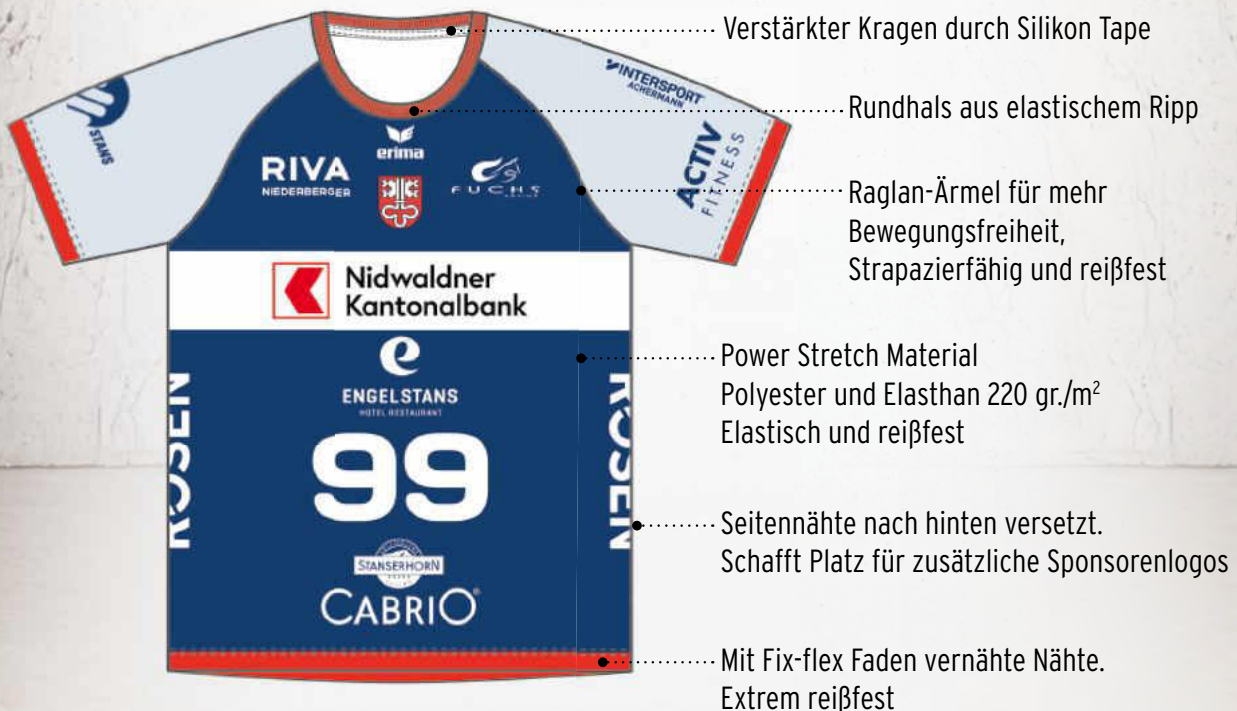 Verstärkter Kragen durch Silikon Tape
Rundhals aus elastischem Ripp
Raglan-Ärmel für mehr
Bewegungsfreiheit,
Strapazierfähig und reißfest
Power Stretch Material
Polyester und Elasthan 220 gr./m²
Elastisch und reißfest
Seitennähte nach hinten versetzt.
Schafft Platz für zusätzliche Sponsorenlogos
Mit Fix-flex Faden vernähte Nähte.
Extrem reißfest
STANS
INTERSPORT
ACHERMANN
ACTIV
FITNESS
erima
RIVA
NIEDERBERGER
FUCHS
Nidwaldner
Kantonalbank
e
ENGELSTANS
HOTEL RESTAURANT
ROSEN
ROSEN
99
STANSERHORN
CABRIO®